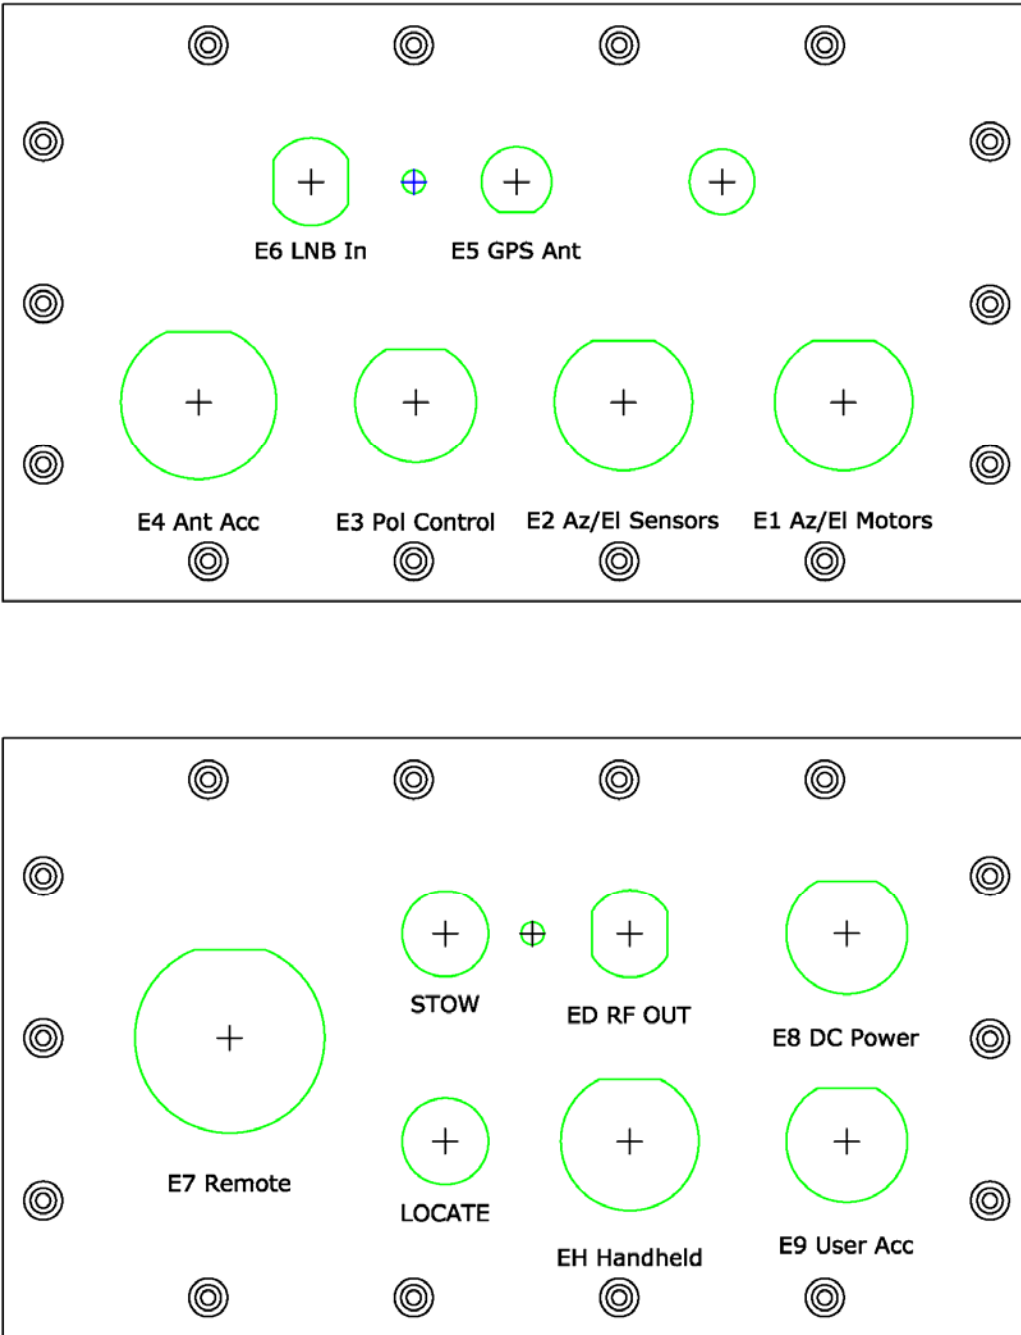 E6 LNB In
E5 GPS Ant
E4 Ant Acc
E3 Pol Control
E2 Az/El Sensors
E1 Az/El Motors
STOW
ED RF OUT
E8 DC Power
E7 Remote
LOCATE
EH Handheld
E9 User Acc